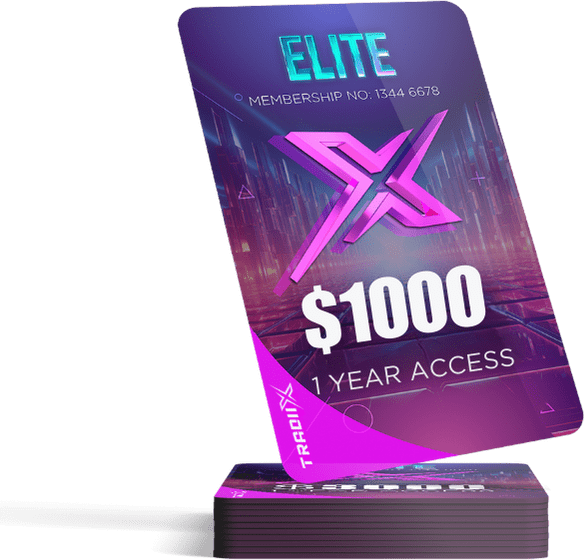 ELITE
MEMBERSHIP NO: 1344 6678
$1000
1 YEAR ACCESS
TRADIIX